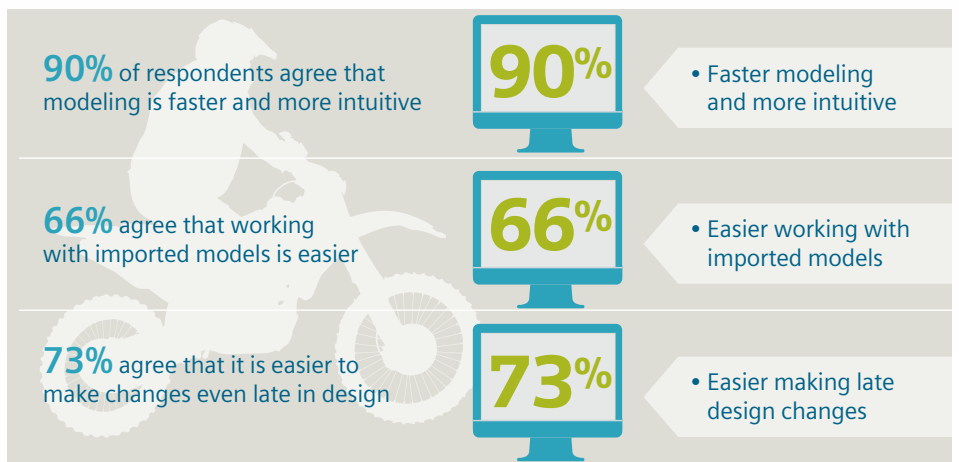 90% of respondents agree that
modeling is faster and more intuitive
90%
• Faster modeling
and more intuitive
66% agree that working
with imported models is easier
66%
• Easier working with
imported models
73% agree that it is easier to
make changes even late in design
73%
• Easier making late
design changes